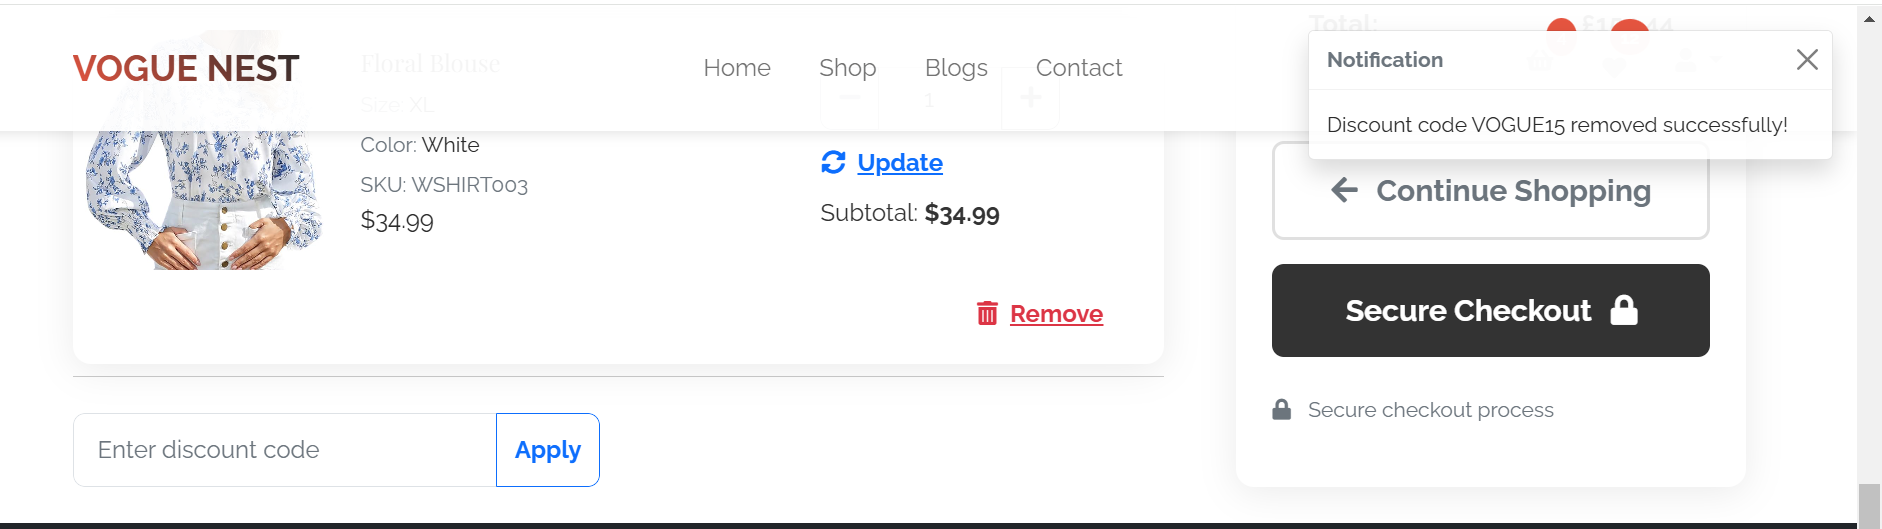 Total:
VOGUE NEST
Home
Shop
Blogs
Contact
Notification
Discount code VOGUE15 removed successfully!
Floral Blouse
Size: XL
Color: White
SKU: WSHIRT003
$34.99
1
Update
Subtotal: $34.99
Remove
Enter discount code
Apply
Continue Shopping
Secure Checkout
Secure checkout process